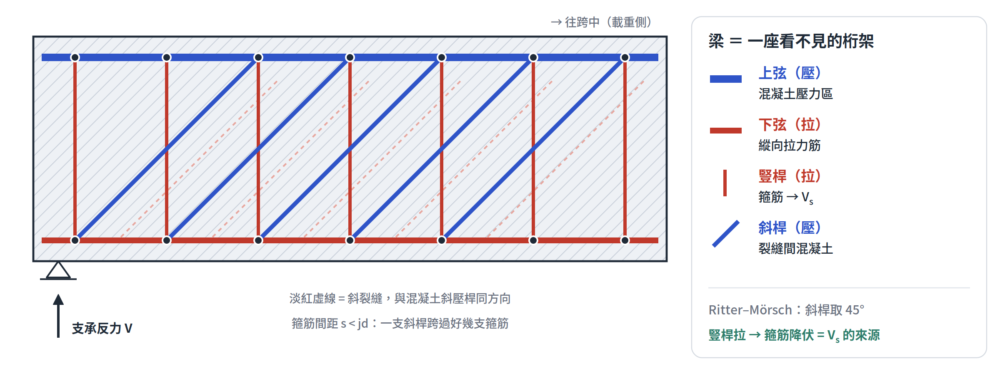 → 往跨中（載重側）
梁 ＝ 一座看不見的桁架
上弦（壓）
混凝土壓力區
下弦（拉）
縱向拉力筋
豎桿（拉）
箍筋 → Vs
斜桿（壓）
裂縫間混凝土
Ritter–Mörsch：斜桿取 45°
豎桿拉 → 箍筋降伏 = Vs 的來源
淡紅虛線 = 斜裂縫，與混凝土斜壓桿同方向
箍筋間距 s < jd：一支斜桿跨過好幾支箍筋
支承反力 V